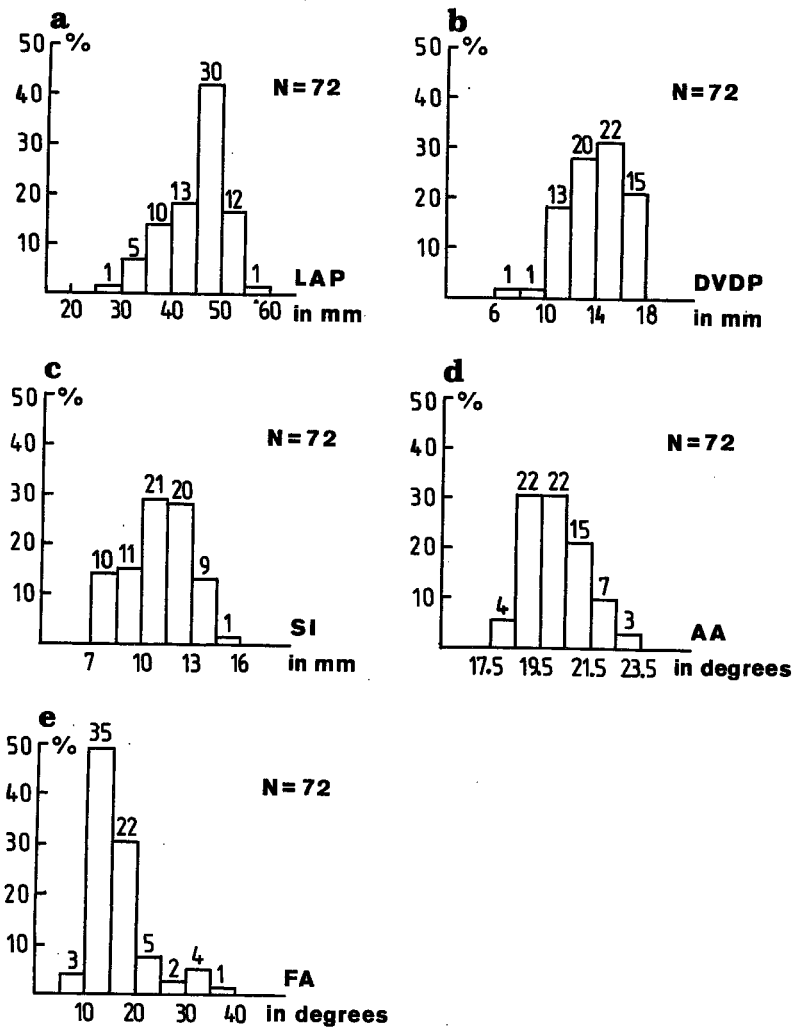 a
50 %
30
N=72
40
30
13
12
20
10
10
5
1
1
LAP
20 30 40 50 60 in mm
b
50 %
N=72
40
30
22
20
20
15
13
10
1 1
DVDP
6 10 14 18 in mm
c
50 %
N=72
40
30
21 20
20
10 11
9
10
1
SI
7 10 13 16 in mm
d
50 %
N=72
40
30
22 22
20
15
10
7
4
3
AA
17.5 19.5 21.5 23.5 in degrees
e
35
50 %
N=72
40
30
22
20
10
5
3
2
4
1
FA
10 20 30 40 in degrees